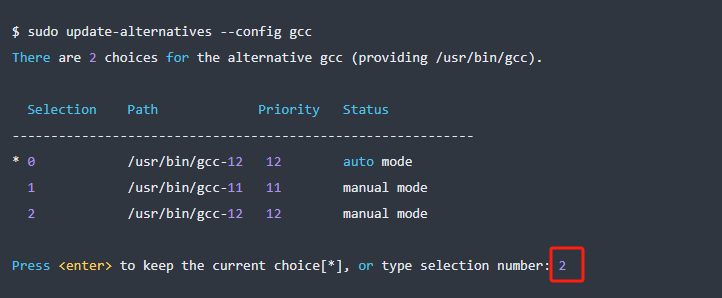 $ sudo update-alternatives --config gcc
There are 2 choices for the alternative gcc (providing /usr/bin/gcc).
Selection Path Priority Status
------------------------------------------------------------
* 0 /usr/bin/gcc-12 12 auto mode
1 /usr/bin/gcc-11 11 manual mode
2 /usr/bin/gcc-12 12 manual mode
Press <enter> to keep the current choice[*], or type selection number: 2